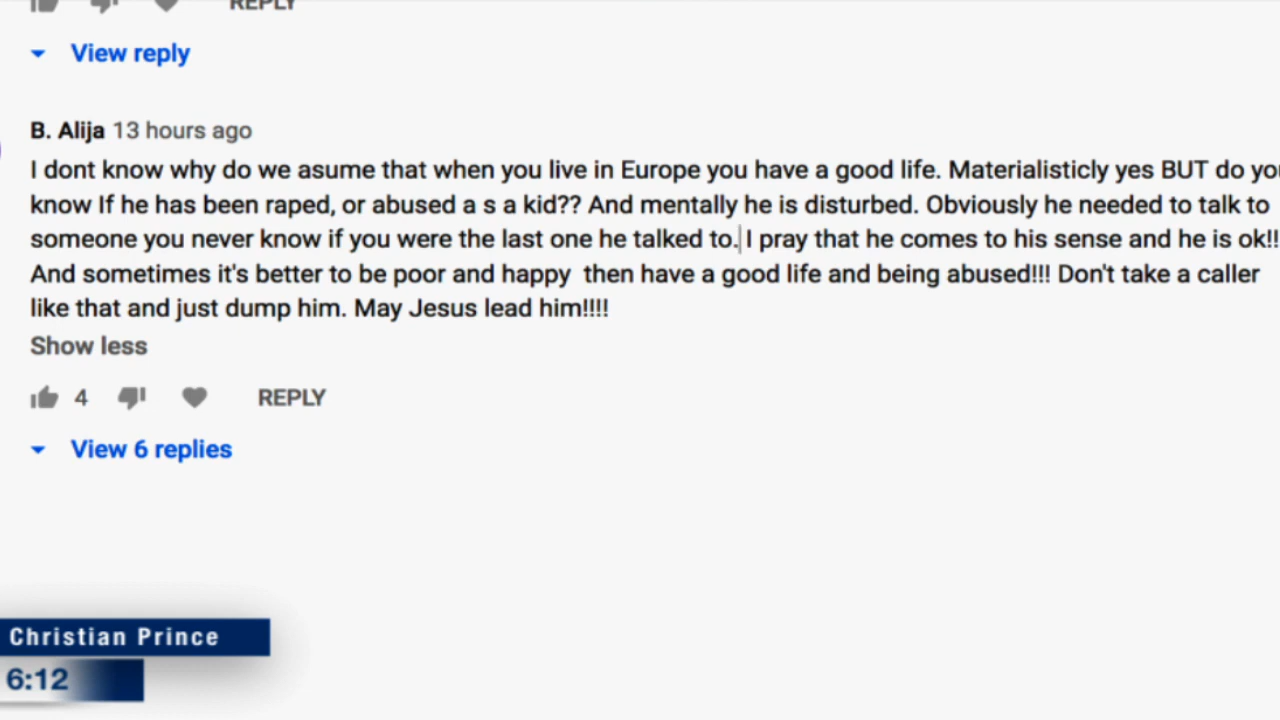 REPLY
View reply
B. Alija 13 hours ago
I dont know why do we asume that when you live in Europe you have a good life. Materialisticly yes BUT do you
know If he has been raped, or abused a s a kid?? And mentally he is disturbed. Obviously he needed to talk to
someone you never know if you were the last one he talked to. I pray that he comes to his sense and he is ok!!
And sometimes it's better to be poor and happy  then have a good life and being abused!!! Don't take a caller
like that and just dump him. May Jesus lead him!!!!
Show less
4 REPLY
View 6 replies
Christian Prince
6:12